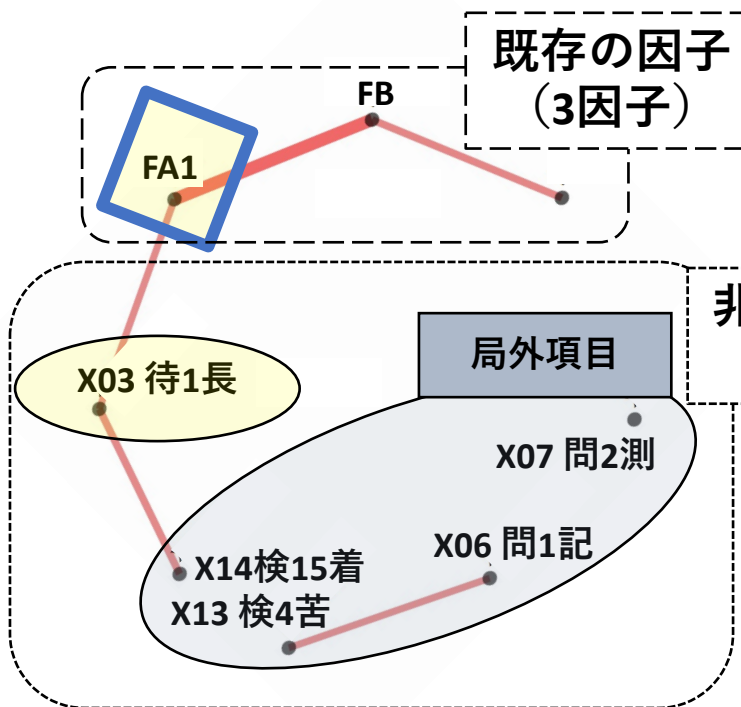 既存の因子
（3因子）
FB
FA1
非
局外項目
X03 待1長
X07 問2測
X06 問1記
X14検15着
X13 検4苦